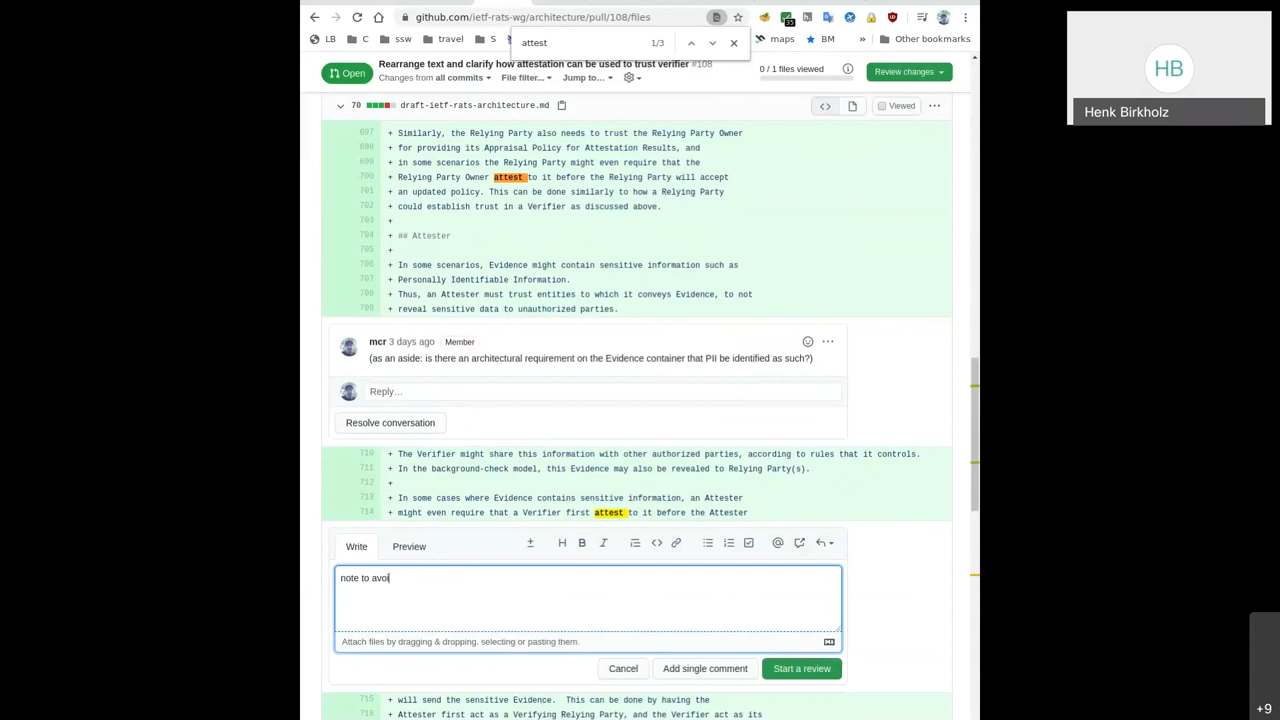 github.com/ietf-rats-wg/architecture/pull/108/files
35
LB
C
ssw
travel
S
maps
BM
»
Other Bookmarks
attest
1/3
Open
Rearrange text and clarify how attestation can be used to trust verifier #108
Changes from all commits
File filter...
Jump to...
0 / 1 files viewed
Review changes
70
draft-ietf-rats-architecture.md
Viewed
697 + Similarly, the Relying Party also needs to trust the Relying Party Owner
698 + for providing its Appraisal Policy for Attestation Results, and
699 + in some scenarios the Relying Party might even require that the
700 + Relying Party Owner attest to it before the Relying Party will accept
701 + an updated policy. This can be done similarly to how a Relying Party
702 + could establish trust in a Verifier as discussed above.
703 +
704 + ## Attester
705 +
706 + In some scenarios, Evidence might contain sensitive information such as
707 + Personally Identifiable Information.
708 + Thus, an Attester must trust entities to which it conveys Evidence, to not
709 + reveal sensitive data to unauthorized parties.
mcr 3 days ago Member
(as an aside: is there an architectural requirement on the Evidence container that PII be identified as such?)
Reply…
Resolve conversation
710 + The Verifier might share this information with other authorized parties, according to rules that it controls.
711 + In the background-check model, this Evidence may also be revealed to Relying Party(s).
712 +
713 + In some cases where Evidence contains sensitive information, an Attester
714 + might even require that a Verifier first attest to it before the Attester
Write
Preview
note to avoi
Attach files by dragging & dropping, selecting or pasting them.
Cancel
Add single comment
Start a review
715 + will send the sensitive Evidence. This can be done by having the
716 + Attester first act as a Verifying Relying Party, and the Verifier act as its
HB
Henk Birkholz
+9